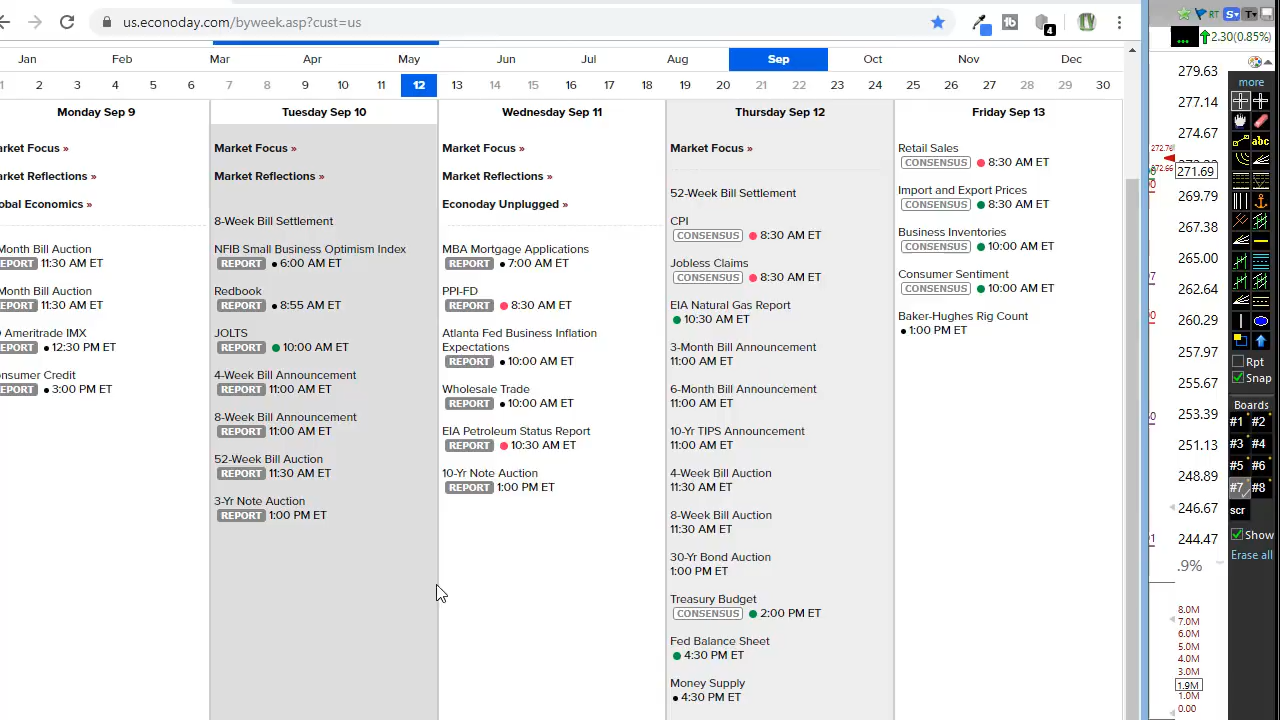 us.econoday.com/byweek.asp?cust=us
4
RT
S
T
2.30(0.85%)
Jan Feb Mar Apr May Jun Jul Aug Sep Oct Nov Dec
1 2 3 4 5 6 7 8 9 10 11 12 13 14 15 16 17 18 19 20 21 22 23 24 25 26 27 28 29 30
Monday Sep 9
arket Focus »
arket Reflections »
obal Economics »
Month Bill Auction
REPORT 11:30 AM ET
Month Bill Auction
REPORT 11:30 AM ET
Ameritrade IMX
REPORT 12:30 PM ET
onsumer Credit
REPORT 3:00 PM ET
Tuesday Sep 10
Market Focus »
Market Reflections »
8-Week Bill Settlement
NFIB Small Business Optimism Index
REPORT 6:00 AM ET
Redbook
REPORT 8:55 AM ET
JOLTS
REPORT 10:00 AM ET
4-Week Bill Announcement
REPORT 11:00 AM ET
8-Week Bill Announcement
REPORT 11:00 AM ET
52-Week Bill Auction
REPORT 11:30 AM ET
3-Yr Note Auction
REPORT 1:00 PM ET
Wednesday Sep 11
Market Focus »
Market Reflections »
Econoday Unplugged »
MBA Mortgage Applications
REPORT 7:00 AM ET
PPI-FD
REPORT 8:30 AM ET
Atlanta Fed Business Inflation
Expectations
REPORT 10:00 AM ET
Wholesale Trade
REPORT 10:00 AM ET
EIA Petroleum Status Report
REPORT 10:30 AM ET
10-Yr Note Auction
REPORT 1:00 PM ET
Thursday Sep 12
Market Focus »
52-Week Bill Settlement
CPI
CONSENSUS 8:30 AM ET
Jobless Claims
CONSENSUS 8:30 AM ET
EIA Natural Gas Report
10:30 AM ET
3-Month Bill Announcement
11:00 AM ET
6-Month Bill Announcement
11:00 AM ET
10-Yr TIPS Announcement
11:00 AM ET
4-Week Bill Auction
11:30 AM ET
8-Week Bill Auction
11:30 AM ET
30-Yr Bond Auction
1:00 PM ET
Treasury Budget
CONSENSUS 2:00 PM ET
Fed Balance Sheet
4:30 PM ET
Money Supply
4:30 PM ET
Friday Sep 13
Retail Sales
CONSENSUS 8:30 AM ET
Import and Export Prices
CONSENSUS 8:30 AM ET
Business Inventories
CONSENSUS 10:00 AM ET
Consumer Sentiment
CONSENSUS 10:00 AM ET
Baker-Hughes Rig Count
1:00 PM ET
279.63
277.14
274.67
272.76
272.66
271.69
269.79
267.38
265.00
262.64
260.29
257.97
255.67
253.39
251.13
248.89
246.67
244.47
.9%
8.0M
7.0M
6.0M
5.0M
4.0M
3.0M
1.9M
1.0M
0.00
more
abc
Rpt
Snap
Boards
#1 #2
#3 #4
#5 #6
#7 #8
scr
Show
Erase all